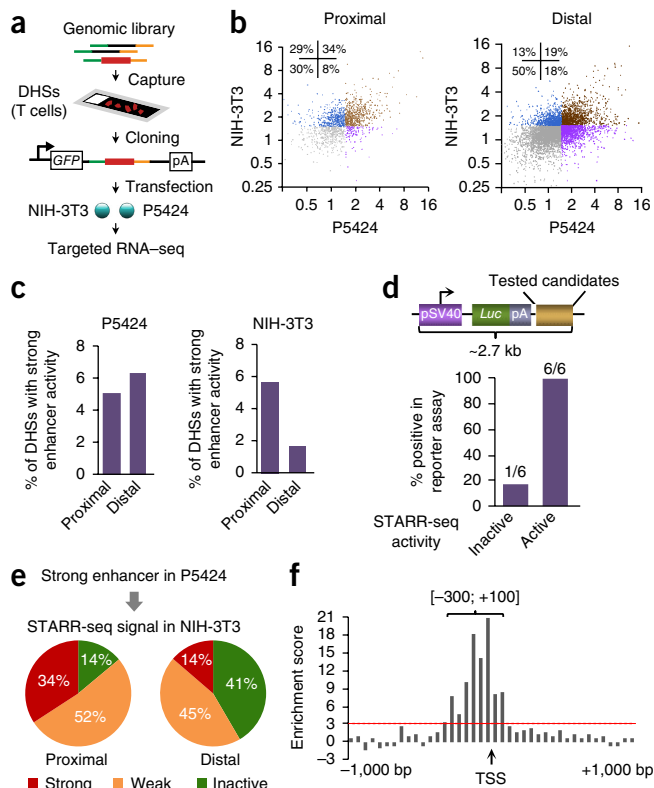 a
Genomic library
Capture
DHSs
(T cells)
Cloning
GFP
pA
Transfection
NIH-3T3
P5424
Targeted RNA–seq
b
Proximal
NIH-3T3
16
8
4
2
1
0.5
0.25
29% 34%
30% 8%
0.5 1 2 4 8 16
P5424
Distal
NIH-3T3
16
8
4
2
1
0.5
0.25
13% 19%
50% 18%
0.5 1 2 4 8 16
P5424
c
P5424
% of DHSs with strong
enhancer activity
8
6
4
2
0
Proximal
Distal
NIH-3T3
% of DHSs with strong
enhancer activity
8
6
4
2
0
Proximal
Distal
d
Tested candidates
pSV40
Luc
pA
~2.7 kb
% positive in
reporter assay
100
80
60
40
20
0
1/6
6/6
STARR-seq
activity
Inactive
Active
e
Strong enhancer in P5424
STARR-seq signal in NIH-3T3
34%
14%
52%
Proximal
14%
41%
45%
Distal
Strong
Weak
Inactive
f
[–300; +100]
Enrichment score
21
18
15
12
9
6
3
0
–3
–1,000 bp
TSS
+1,000 bp